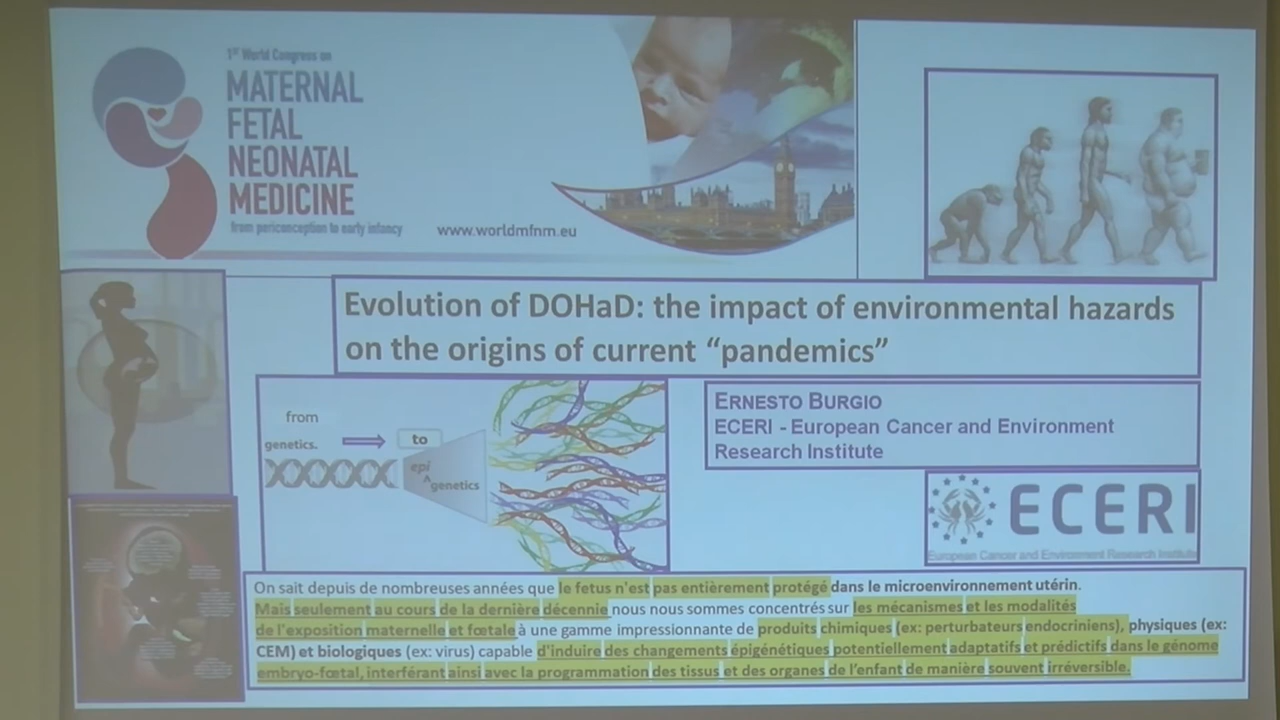 1st World Congress on
MATERNAL
FETAL
NEONATAL
MEDICINE
from periconception to early infancy
www.worldmfnm.eu
Evolution of DOHaD: the impact of environmental hazards
on the origins of current “pandemics”
from
genetics.
to
epi
^genetics
ERNESTO BURGIO
ECERI - European Cancer and Environment
Research Institute
ECERI
European Cancer and Environment Research Institute
On sait depuis de nombreuses années que le fetus n'est pas entièrement protégé dans le microenvironnement utérin.
Mais seulement au cours de la dernière décennie nous nous sommes concentrés sur les mécanismes et les modalités
de l'exposition maternelle et fœtale à une gamme impressionnante de produits chimiques (ex: perturbateurs endocriniens), physiques (ex:
CEM) et biologiques (ex: virus) capable d'induire des changements épigénétiques potentiellement adaptatifs et prédictifs dans le génome
embryo-fœtal, interférant ainsi avec la programmation des tissus et des organes de l'enfant de manière souvent irréversible.